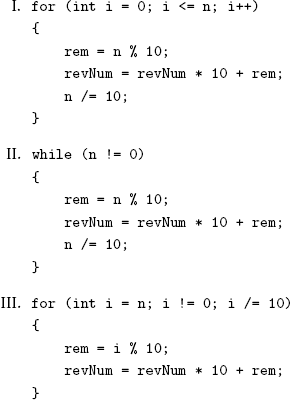 I. for (int i = 0; i <= n; i++)
{
rem = n % 10;
revNum = revNum * 10 + rem;
n /= 10;
}
II. while (n != 0)
{
rem = n % 10;
revNum = revNum * 10 + rem;
n /= 10;
}
III. for (int i = n; i != 0; i /= 10)
{
rem = i % 10;
revNum = revNum * 10 + rem;
}